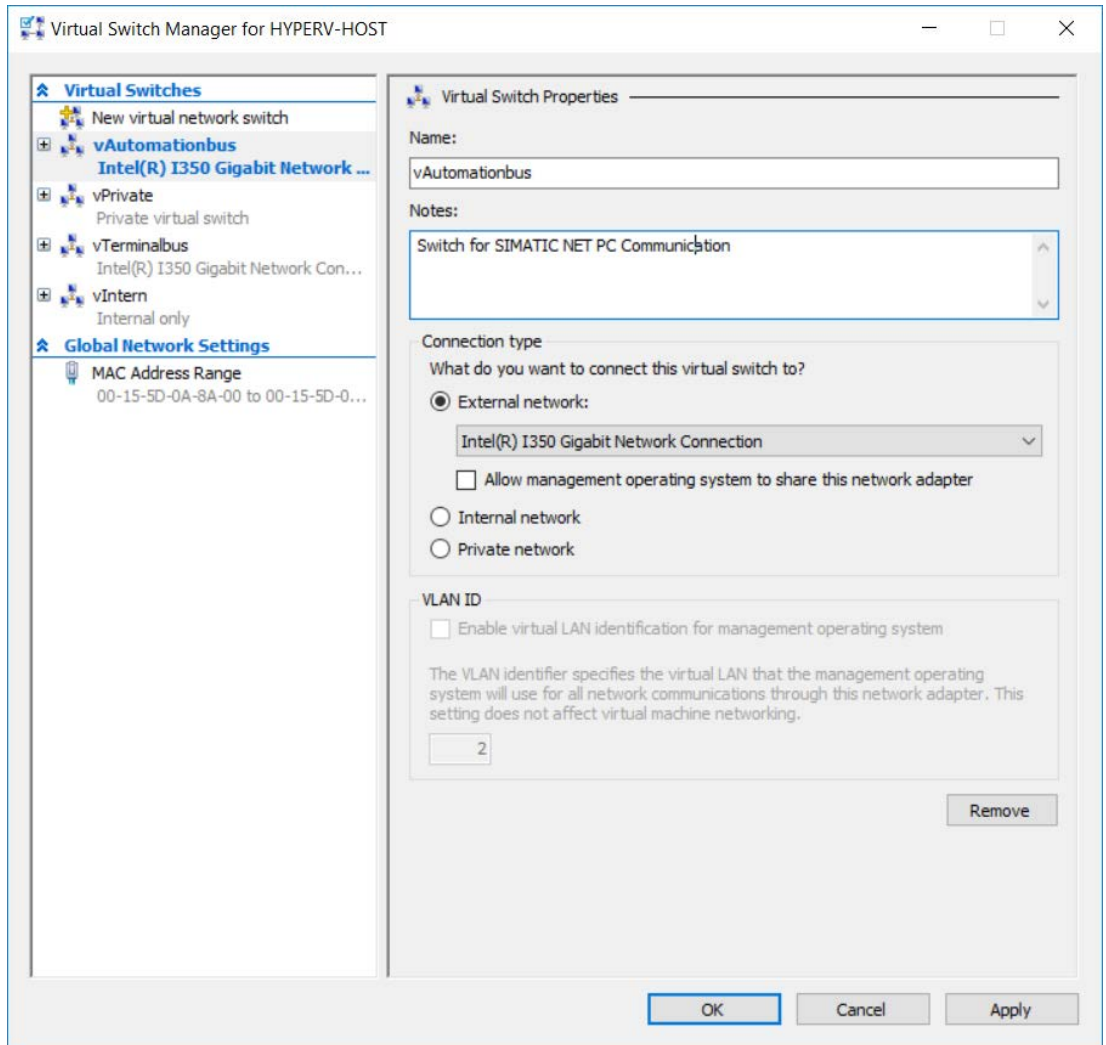 Virtual Switch Manager for HYPERV-HOST
Virtual Switches
New virtual network switch
vAutomationbus
Intel(R) I350 Gigabit Network ...
vPrivate
Private virtual switch
vTerminalbus
Intel(R) I350 Gigabit Network Con...
vIntern
Internal only
Global Network Settings
MAC Address Range
00-15-5D-0A-8A-00 to 00-15-5D-0...
Virtual Switch Properties
Name:
vAutomationbus
Notes:
Switch for SIMATIC NET PC Communication
Connection type
What do you want to connect this virtual switch to?
External network:
Intel(R) I350 Gigabit Network Connection
Allow management operating system to share this network adapter
Internal network
Private network
VLAN ID
Enable virtual LAN identification for management operating system
The VLAN identifier specifies the virtual LAN that the management operating
system will use for all network communications through this network adapter. This
setting does not affect virtual machine networking.
2
Remove
OK
Cancel
Apply